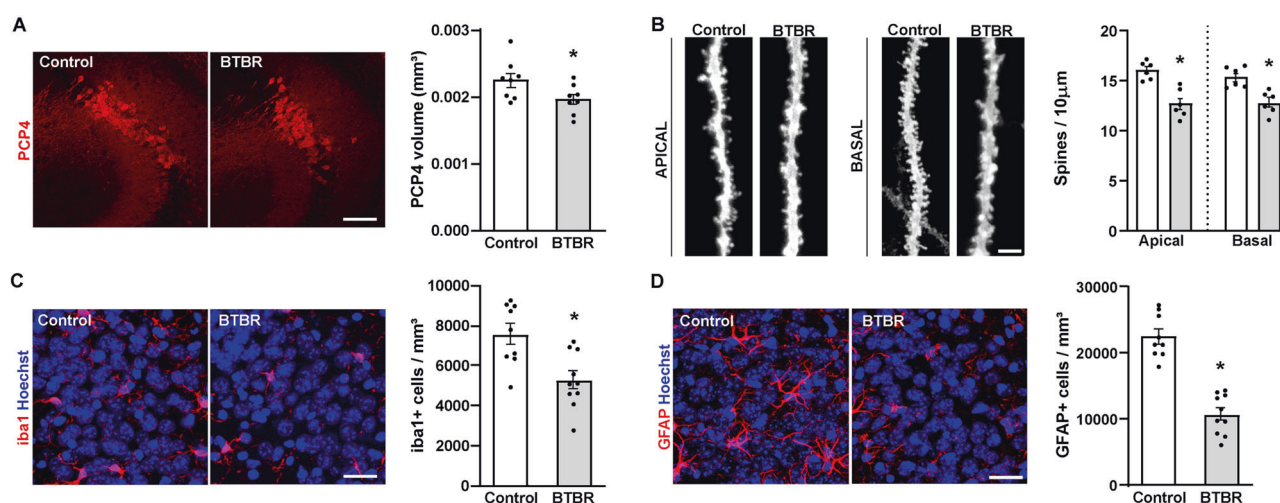 A
Control
BTBR
PCP4
PCP4 volume (mm³)
0.003
0.002
0.001
0.000
*
Control
BTBR
B
Control
BTBR
Control
BTBR
APICAL
BASAL
Spines / 10µm
20
15
10
5
0
*
*
Apical
Basal
C
Control
BTBR
iba1 Hoechst
iba1+ cells / mm³
10000
8000
6000
4000
2000
0
*
Control
BTBR
D
Control
BTBR
GFAP Hoechst
GFAP+ cells / mm³
30000
20000
10000
0
*
Control
BTBR